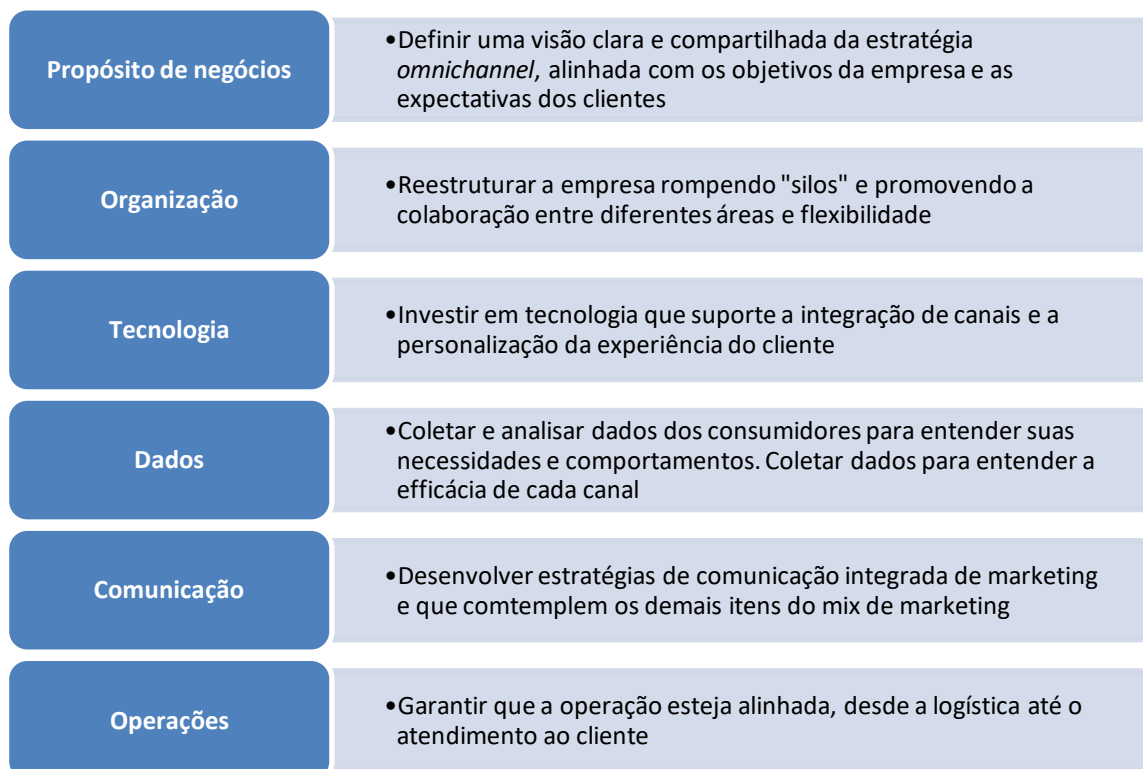 Propósito de negócios
•Definir uma visão clara e compartilhada da estratégia
omnichannel, alinhada com os objetivos da empresa e as
expectativas dos clientes
Organização
•Reestruturar a empresa rompendo "silos" e promovendo a
colaboração entre diferentes áreas e flexibilidade
Tecnologia
•Investir em tecnologia que suporte a integração de canais e a
personalização da experiência do cliente
Dados
•Coletar e analisar dados dos consumidores para entender suas
necessidades e comportamentos. Coletar dados para entender a
efficácia de cada canal
Comunicação
•Desenvolver estratégias de comunicação integrada de marketing
e que comtemplem os demais itens do mix de marketing
Operações
•Garantir que a operação esteja alinhada, desde a logística até o
atendimento ao cliente